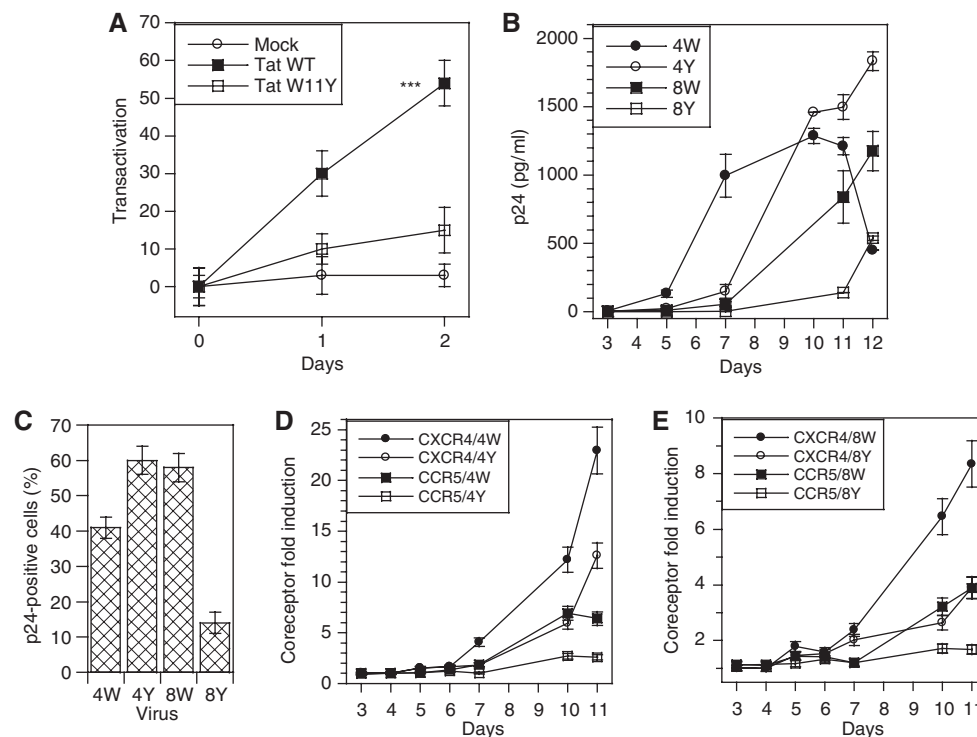 A
Mock
Tat WT
Tat W11Y
***
Transactivation
70
60
50
40
30
20
10
0
0 1 2
Days
B
4W
4Y
8W
8Y
p24 (pg/ml)
2000
1500
1000
500
0
3 4 5 6 7 8 9 10 11 12
Days
C
p24-positive cells (%)
70
60
50
40
30
20
10
0
4W 4Y 8W 8Y
Virus
D
CXCR4/4W
CXCR4/4Y
CCR5/4W
CCR5/4Y
Coreceptor fold induction
25
20
15
10
5
0
3 4 5 6 7 8 9 10 11
Days
E
CXCR4/8W
CXCR4/8Y
CCR5/8W
CCR5/8Y
Coreceptor fold induction
10
8
6
4
2
3 4 5 6 7 8 9 10 11
Days